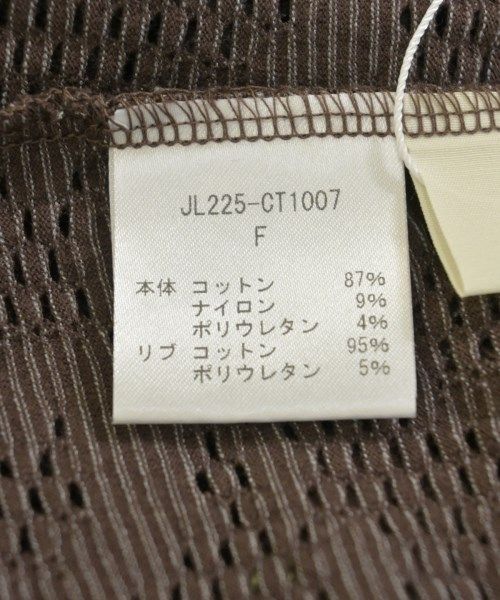 JL225-CT1007
F
本体 コットン 87%
ナイロン 9%
ポリウレタン 4%
リブ コットン 95%
ポリウレタン 5%